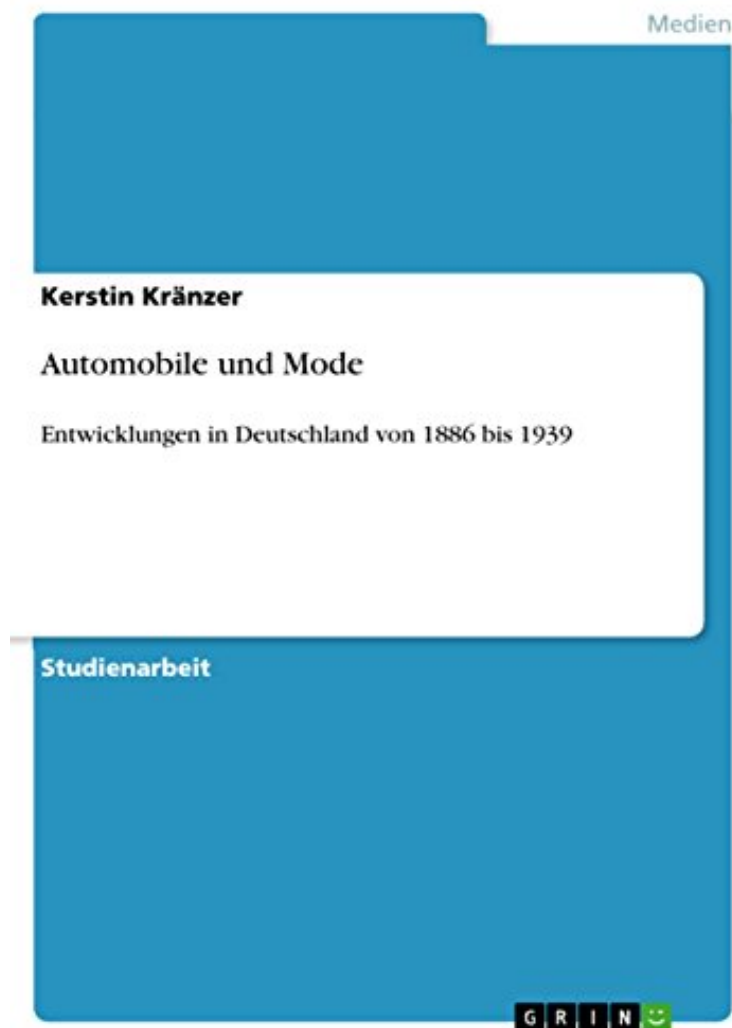 Medien
Kerstin Kränzer
Automobile und Mode
Entwicklungen in Deutschland von 1886 bis 1939
Studienarbeit
GRIN